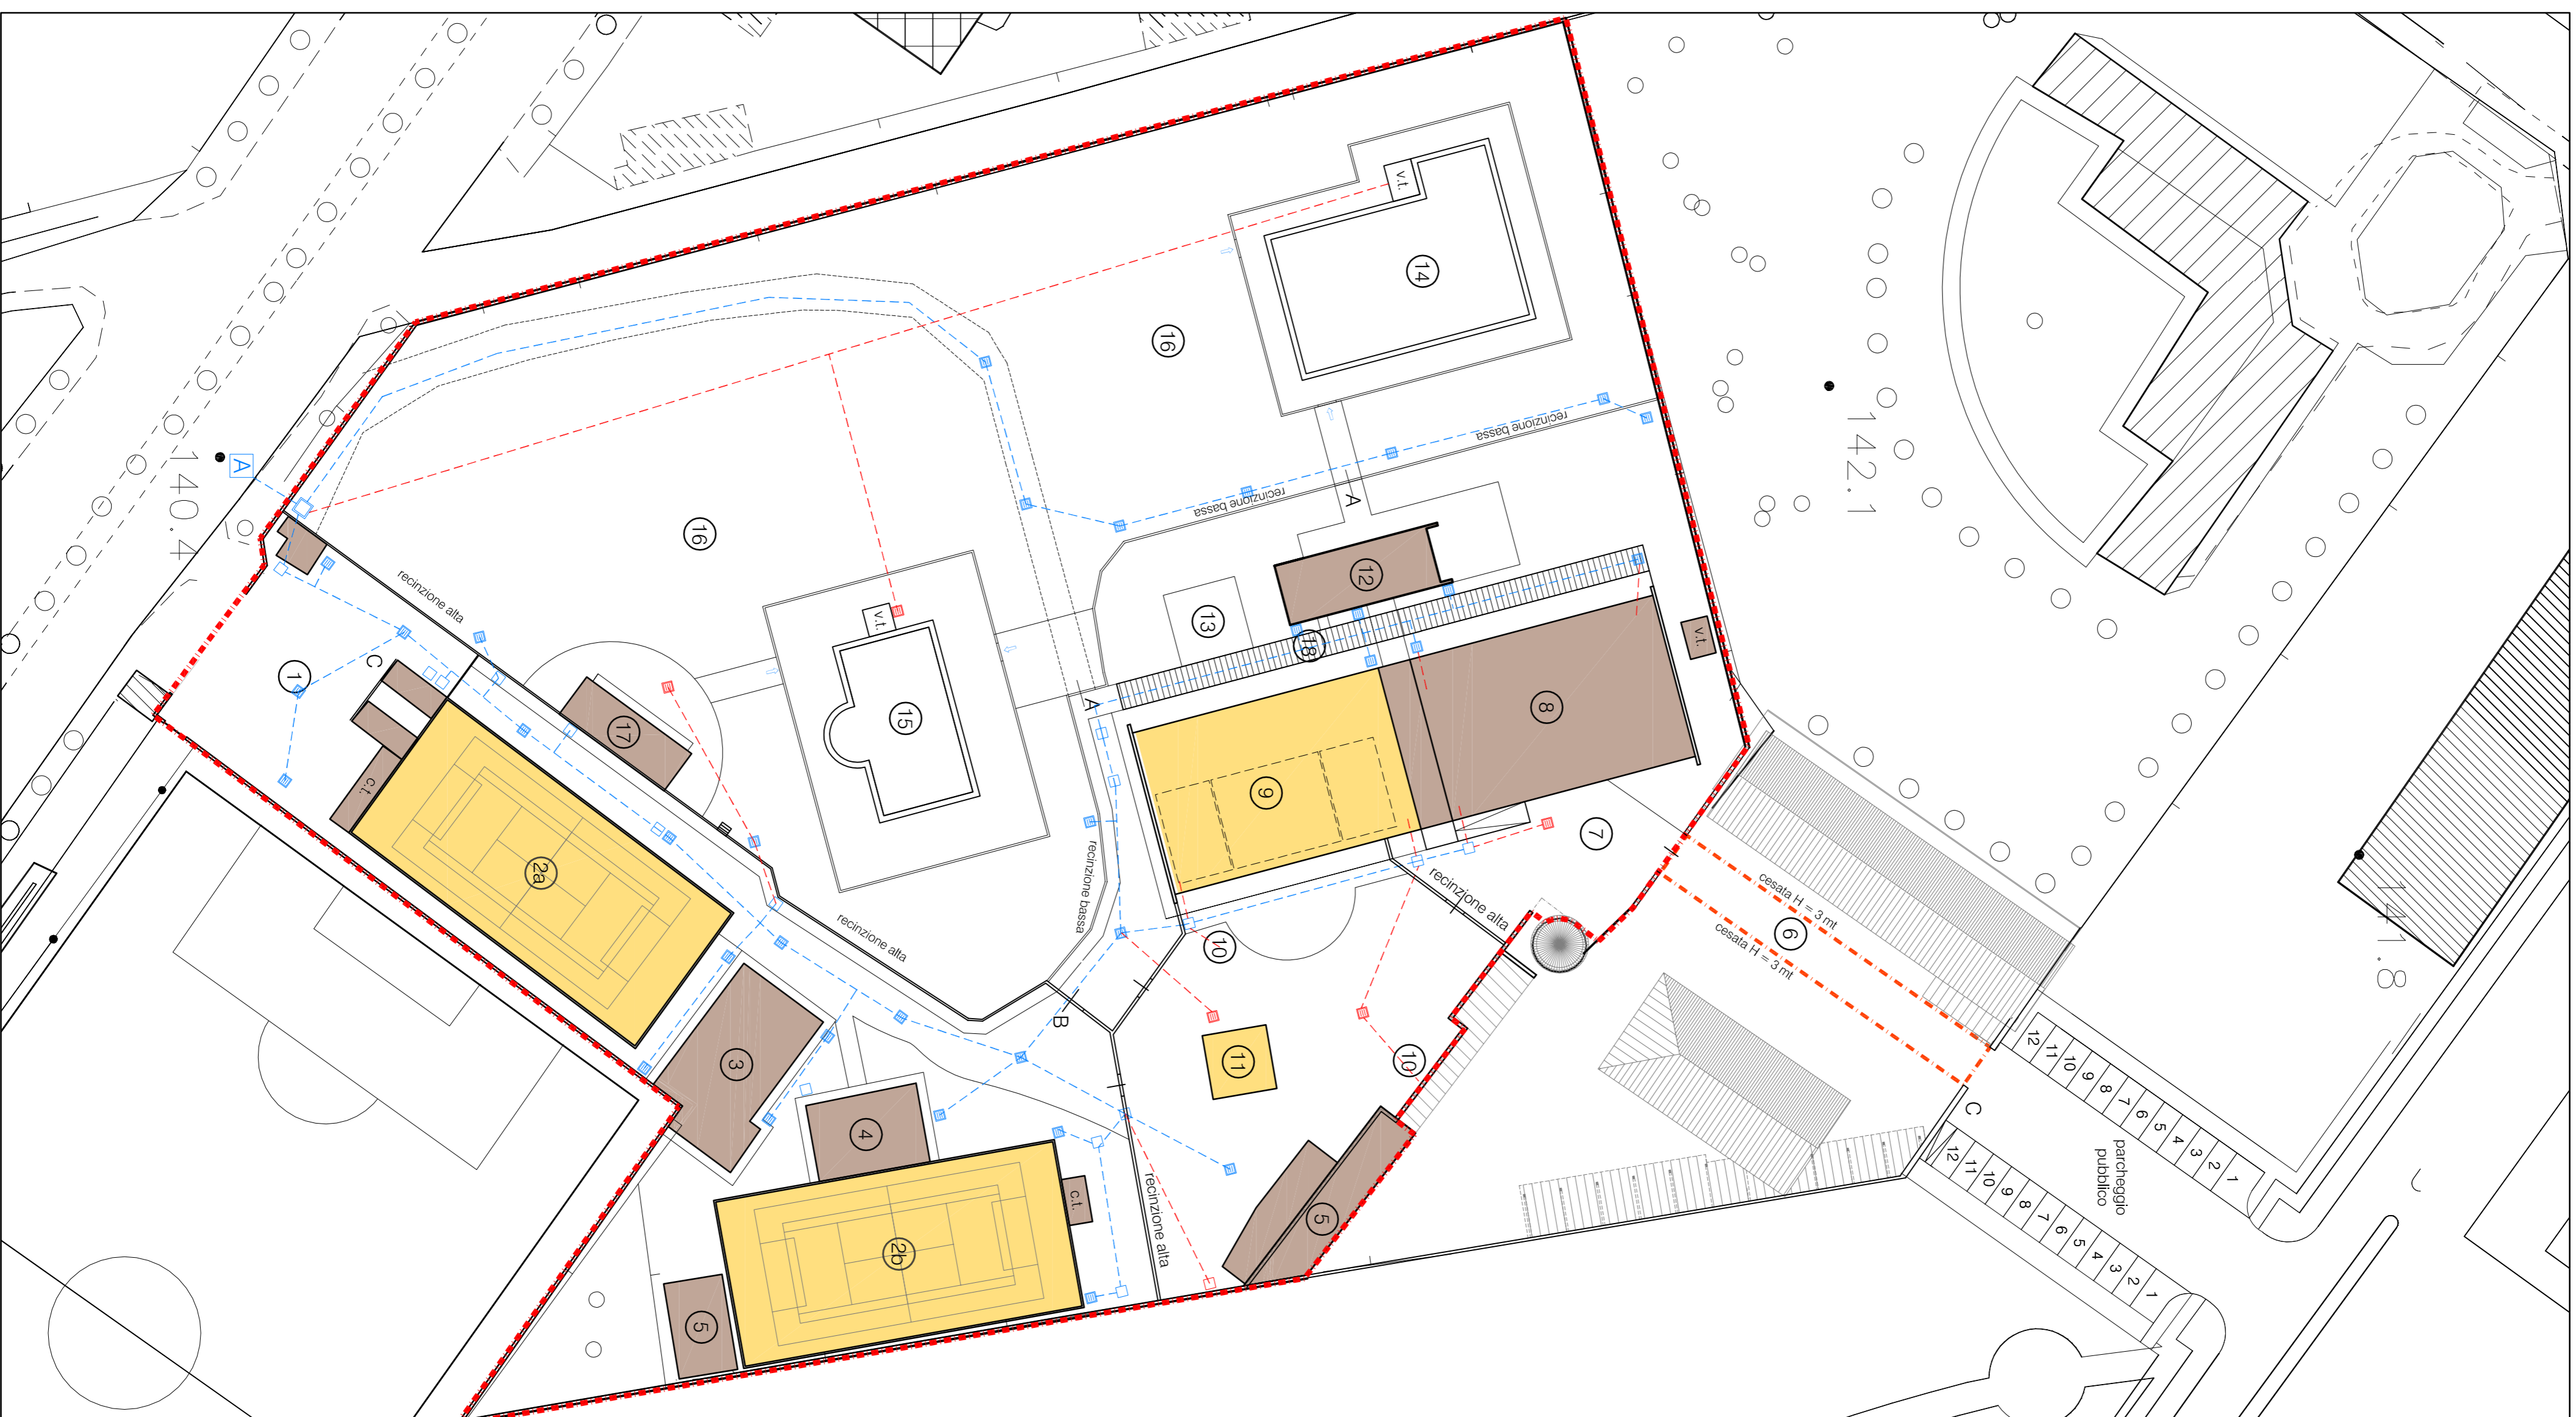 v.t.
14
142.1
16
recinzione bassa
A
recinzione bassa
A
140.4
16
recinzione alta
12
13
18
v.t.
8
v.t.
15
A
9
7
1
C
17
c.t.
2a
recinzione alta
recinzione bassa
recinzione alta
cesata H = 3 mt
6
cesata H = 3 mt
141.8
10
B
11
10
3
4
5
C
c.t.
recinzione alta
2b
5
12
11
10
9
8
7
6
5
4
3
2
1
parcheggio
pubblico
12
11
10
9
8
7
6
5
4
3
2
1